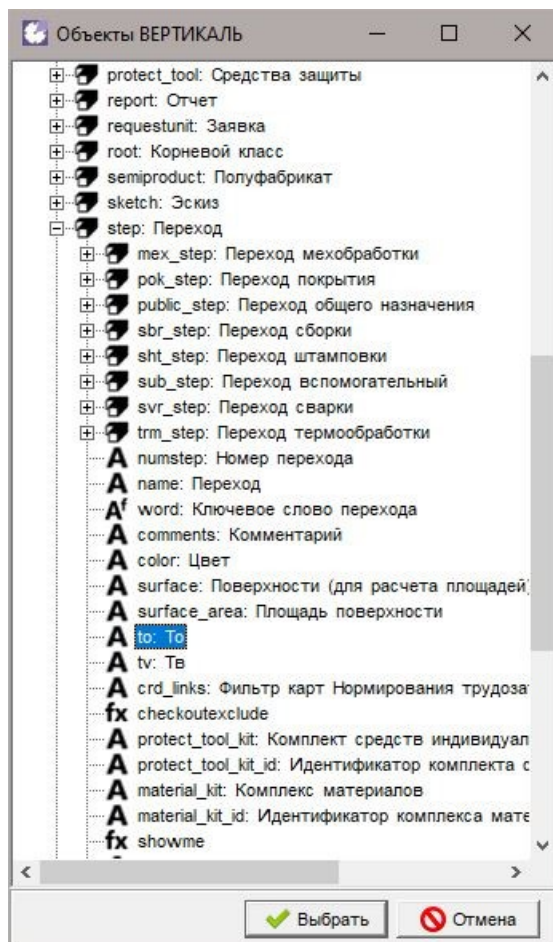 Объекты ВЕРТИКАЛЬ
protect_tool: Средства защиты
report: Отчет
requestunit: Заявка
root: Корневой класс
semiproduct: Полуфабрикат
sketch: Эскиз
step: Переход
mex_step: Переход мехобработки
pok_step: Переход покрытия
public_step: Переход общего назначения
sbr_step: Переход сборки
sht_step: Переход штамповки
sub_step: Переход вспомогательный
svr_step: Переход сварки
trm_step: Переход термообработки
A numstep: Номер перехода
A name: Переход
Af word: Ключевое слово перехода
A comments: Комментарий
A color: Цвет
A surface: Поверхности (для расчета площадей)
A surface_area: Площадь поверхности
A to: То
A tv: Тв
A crd_links: Фильтр карт Нормирования трудоза
fx checkoutexclude
A protect_tool_kit: Комплект средств индивидуал
A protect_tool_kit_id: Идентификатор комплекта с
A material_kit: Комплекс материалов
A material_kit_id: Идентификатор комплекса мате
fx showme
Выбрать
Отмена